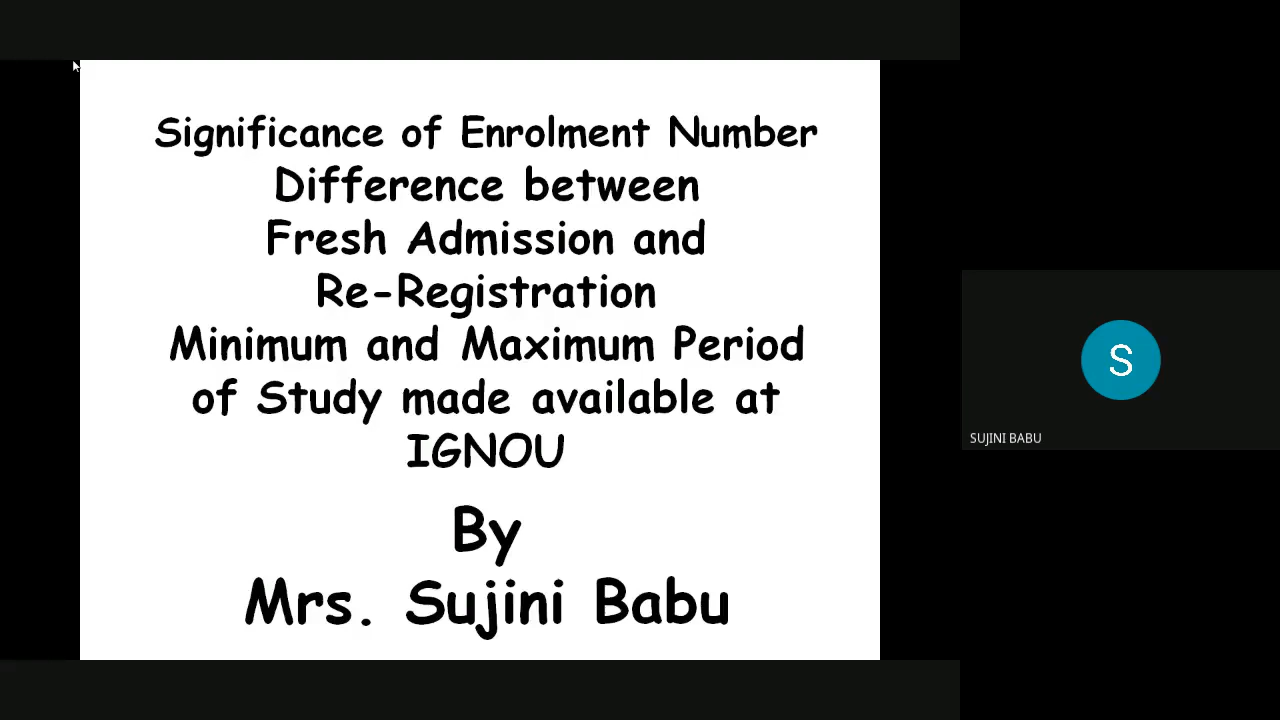 Significance of Enrolment Number
Difference between
Fresh Admission and
Re-Registration
Minimum and Maximum Period
of Study made available at
IGNOU
By
Mrs. Sujini Babu
S
SUJINI BABU